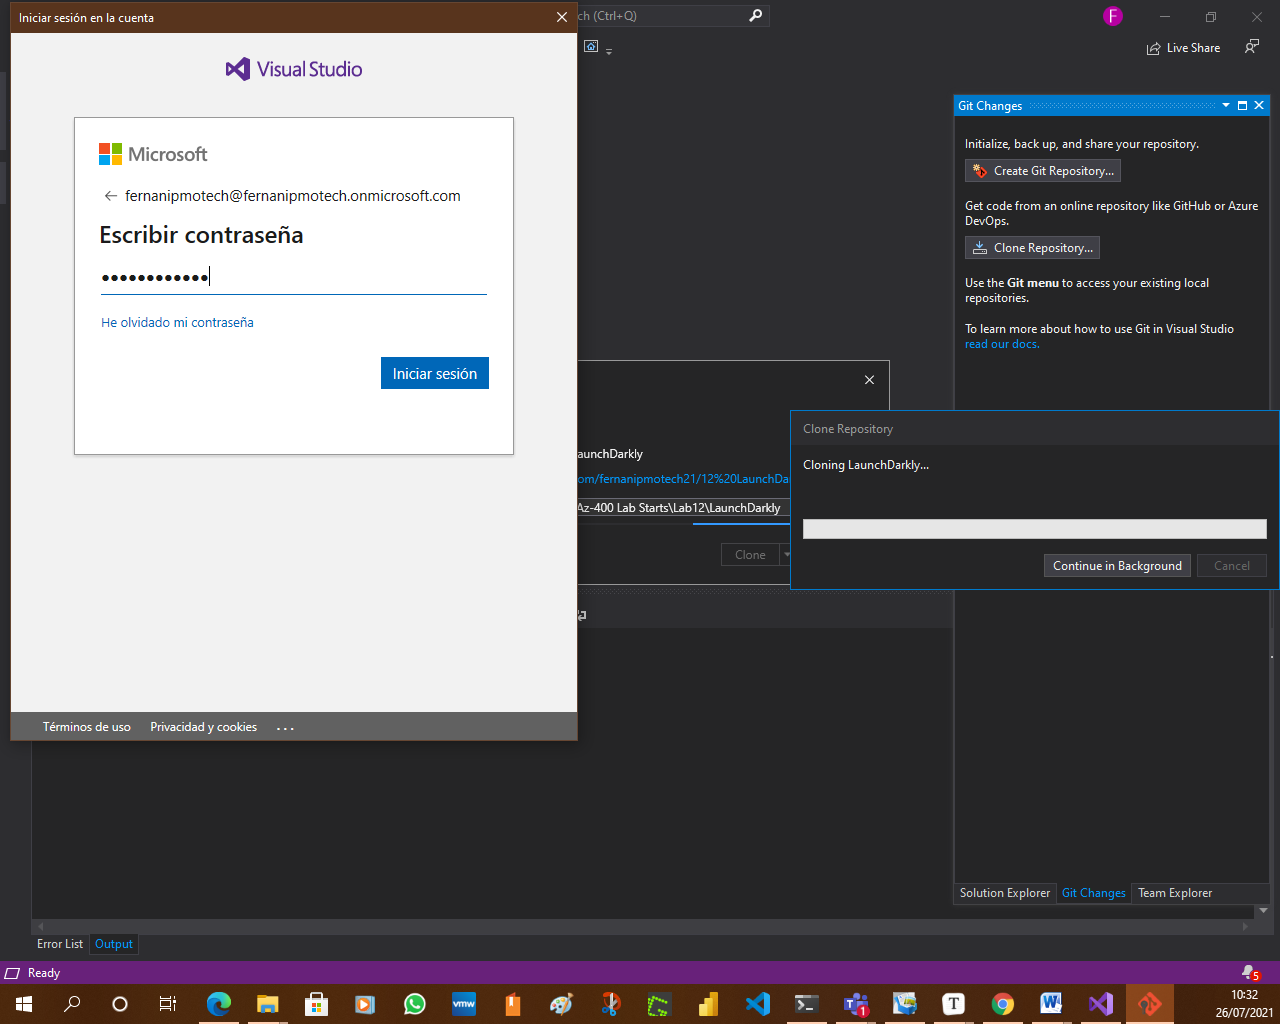 Iniciar sesión en la cuenta
Visual Studio
Microsoft
fernanipmotech@fernanipmotech.onmicrosoft.com
Escribir contraseña
••••••••••••
He olvidado mi contraseña
Iniciar sesión
Términos de uso
Privacidad y cookies
...
ch (Ctrl+Q)
F
Live Share
Git Changes
Initialize, back up, and share your repository.
Create Git Repository...
Get code from an online repository like GitHub or Azure
DevOps.
Clone Repository...
Use the Git menu to access your existing local
repositories.
To learn more about how to use Git in Visual Studio
read our docs.
aunchDarkly
om/fernanipmotech21/12%20LaunchDa
Az-400 Lab Starts\Lab12\LaunchDarkly
Clone
Clone Repository
Cloning LaunchDarkly...
Continue in Background
Cancel
Solution Explorer
Git Changes
Team Explorer
Error List
Output
Ready
5
vmw
1
T
W
10:32
26/07/2021